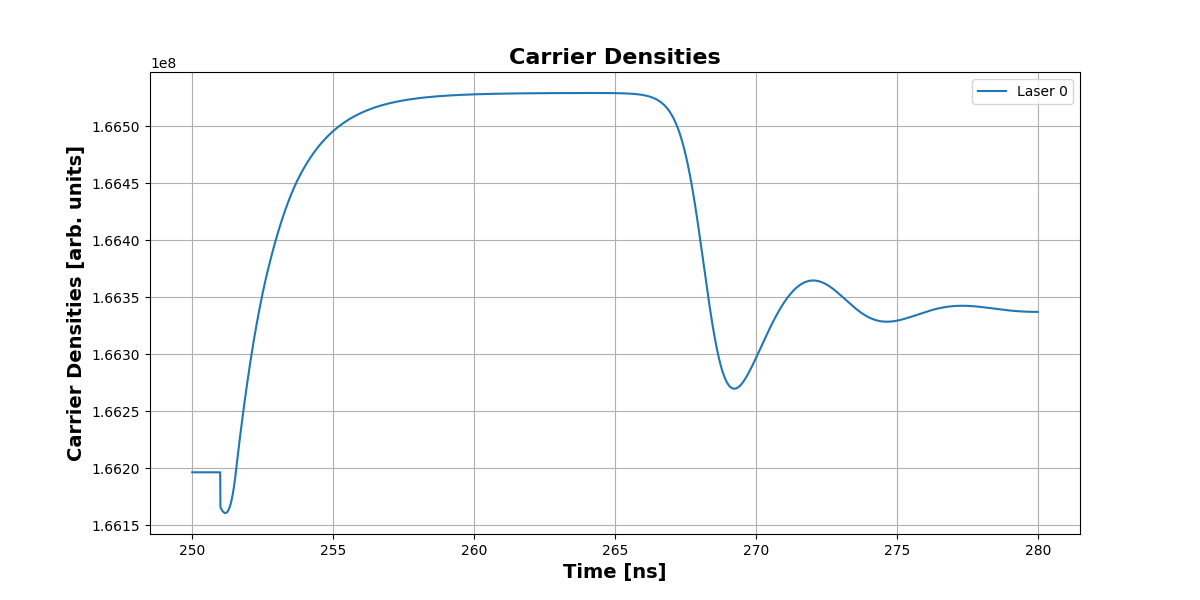 Carrier Densities
1e8
Laser 0
Carrier Densities [arb. units]
1.6650
1.6645
1.6640
1.6635
1.6630
1.6625
1.6620
1.6615
250 255 260 265 270 275 280
Time [ns]